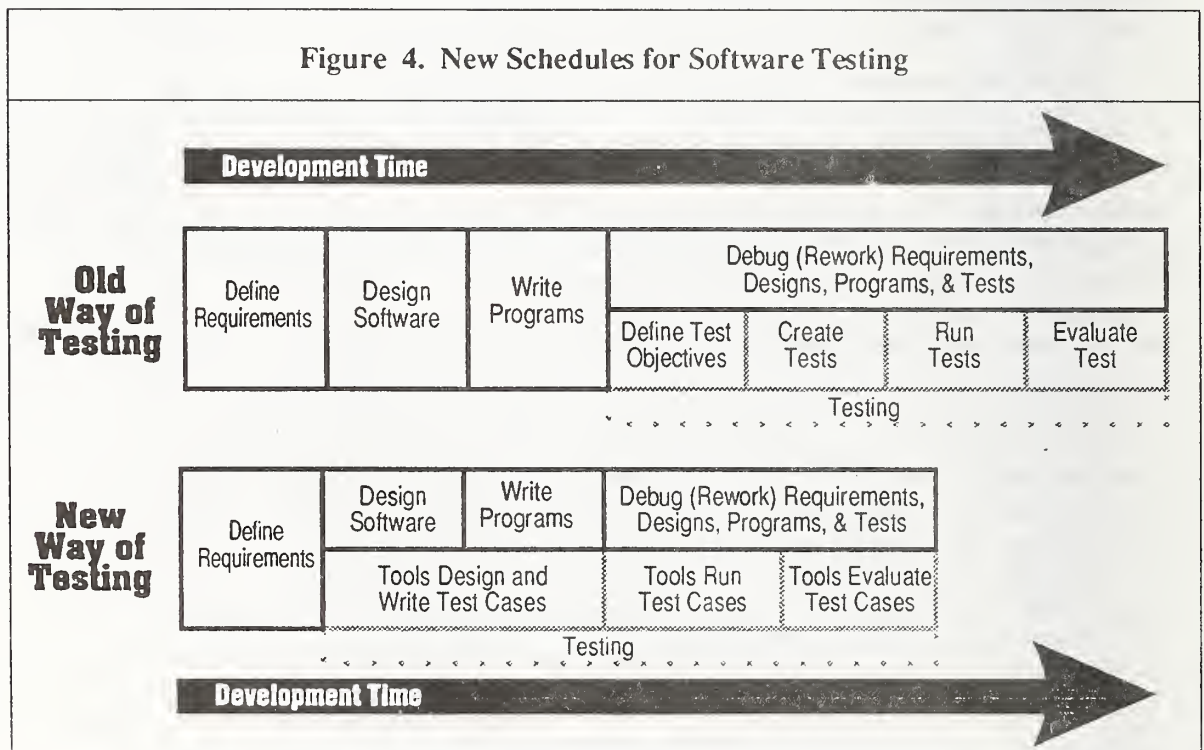 Figure 4. New Schedules for Software Testing
Development Time
Old
Way of
Testing
Define
Requirements
Design
Software
Write
Programs
Debug (Rework) Requirements,
Designs, Programs, & Tests
Define Test
Objectives
Create
Tests
Run
Tests
Evaluate
Test
Testing
New
Way of
Testing
Define
Requirements
Design
Software
Write
Programs
Debug (Rework) Requirements,
Designs, Programs, & Tests
Tools Design and
Write Test Cases
Tools Run
Test Cases
Tools Evaluate
Test Cases
Testing
Development Time